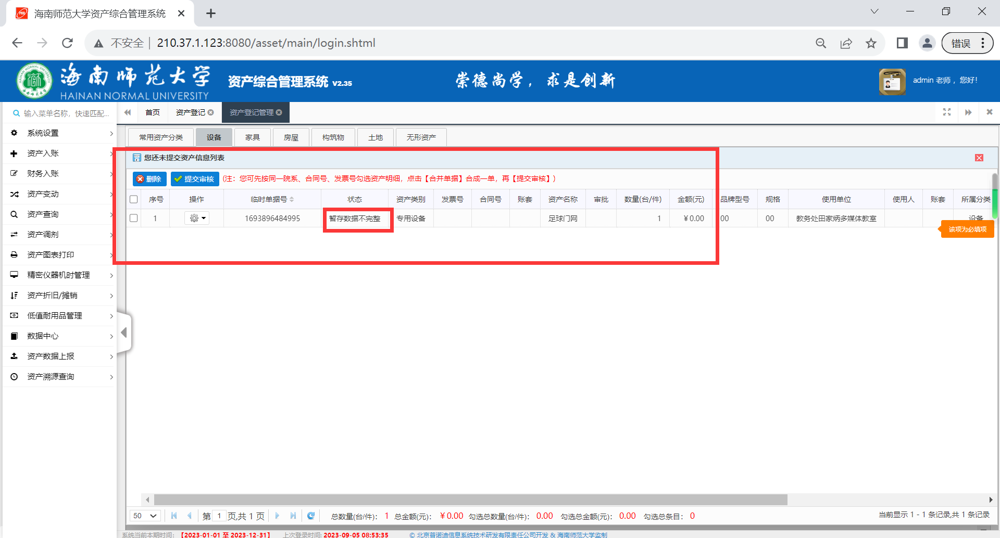 海南师范大学资产综合管理系统
不安全 210.37.1.123:8080/asset/main/login.shtml
错误
海南师范大学
HAINAN NORMAL UNIVERSITY
资产综合管理系统 V2.35
崇德尚学，求是创新
admin 老师 ，您好！
输入菜单名称，快速匹配...
首页 资产登记 资产登记管理
系统设置
资产入账
财务入账
资产变动
资产查询
资产调剂
资产图表打印
精密仪器机时管理
资产折旧/摊销
低值耐用品管理
数据中心
资产数据上报
资产溯源查询
常用资产分类 设备 家具 房屋 构筑物 土地 无形资产
您还未提交资产信息列表
删除 提交审核 (注：您可先按同一院系、合同号、发票号勾选资产明细，点击【合并单据】合成一单，再【提交审核】)
序号 操作 临时单据号 状态 资产类别 发票号 合同号 账套 资产名称 审批 数量(台/件) 金额(元) 品牌型号 规格 使用单位 使用人 账套 所属分类
1 1693896484995 暂存数据不完整 专用设备 足球门网 1 ￥0.00 00 00 教务处田家炳多媒体教室 设备
该项为必填项
50 第 1 页,共 1 页 总数量(台/件)： 1 总金额(元)： ￥0.00 勾选总数量(台/件)： 0.00 勾选总金额(元)： 0.00 勾选总条目： 0 当前显示 1 - 1 条记录,共 1 条记录
系统当前本期时间：【2023-01-01 至 2023-12-31】 上次登录时间: 2023-09-05 08:53:35 © 北京普诺迪信息系统技术研发有限责任公司开发 & 海南师范大学监制